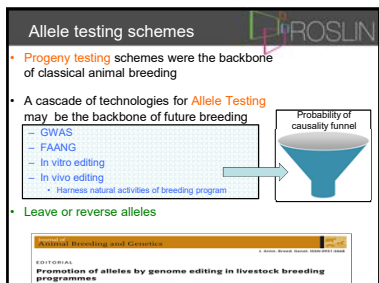 Allele testing schemes
ROSLIN
• Progeny testing schemes were the backbone
of classical animal breeding
• A cascade of technologies for Allele Testing
may be the backbone of future breeding
– GWAS
– FAANG
– In vitro editing
– In vivo editing
• Harness natural activities of breeding program
Probability of
causality funnel
• Leave or reverse alleles
Animal Breeding and Genetics
EDITORIAL
Promotion of alleles by genome editing in livestock breeding
programmes